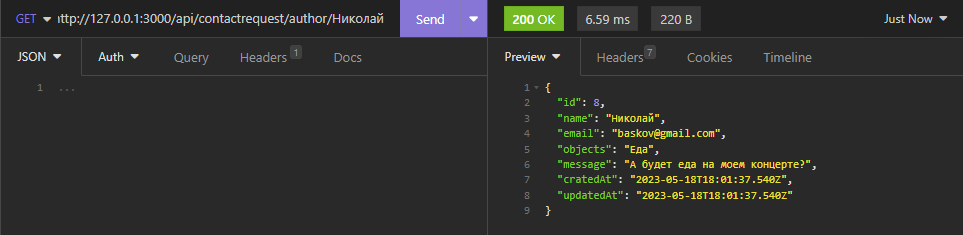 GET http://127.0.0.1:3000/api/contactrequest/author/Николай Send 200 OK 6.59 ms 220 B Just Now
JSON Auth Query Headers 1 Docs Preview Headers 7 Cookies Timeline
1 ...
1 {
2 "id": 8,
3 "name": "Николай",
4 "email": "baskov@gmail.com",
5 "objects": "Еда",
6 "message": "А будет еда на моем концерте?",
7 "cratedAt": "2023-05-18T18:01:37.540Z",
8 "updatedAt": "2023-05-18T18:01:37.540Z"
9 }